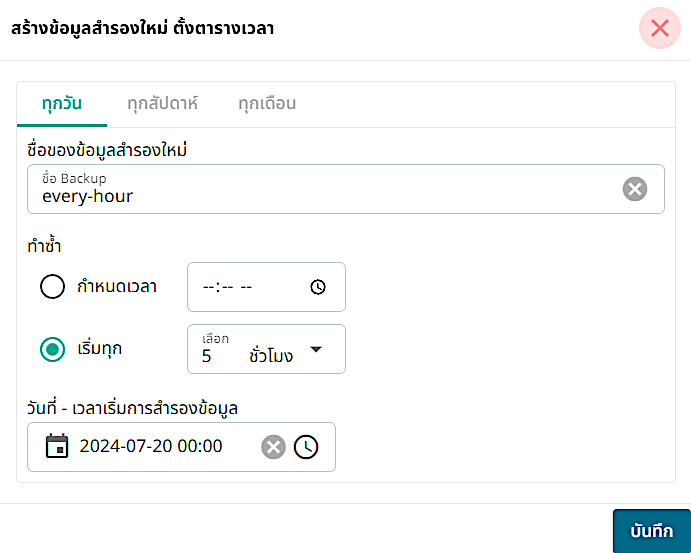 สร้างข้อมูลสำรองใหม่ ตั้งตารางเวลา
ทุกวัน ทุกสัปดาห์ ทุกเดือน
ชื่อของข้อมูลสำรองใหม่
ชื่อ Backup
every-hour
ทำซ้ำ
กำหนดเวลา --:-- --
เลือก
เริ่มทุก 5 ชั่วโมง
วันที่ - เวลาเริ่มการสำรองข้อมูล
2024-07-20 00:00
บันทึก